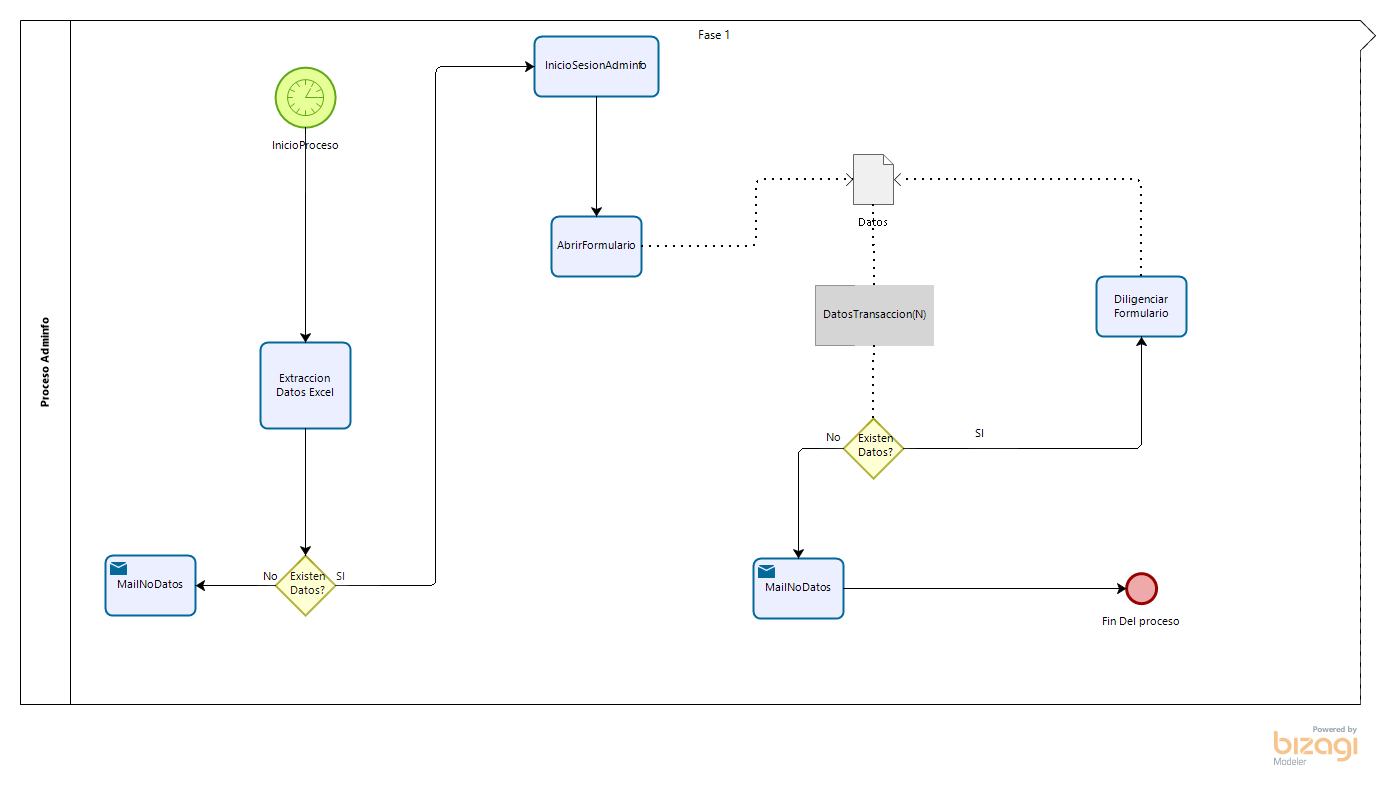 Fase 1
Proceso Adminfo
InicioProceso
InicioSesionAdminfo
AbrirFormulario
Datos
DatosTransaccion(N)
Diligenciar
Formulario
Extraccion
Datos Excel
No
Existen
Datos?
SI
MailNoDatos
No
Existen
Datos?
SI
MailNoDatos
Fin Del proceso
Powered by
bizagi
Modeler